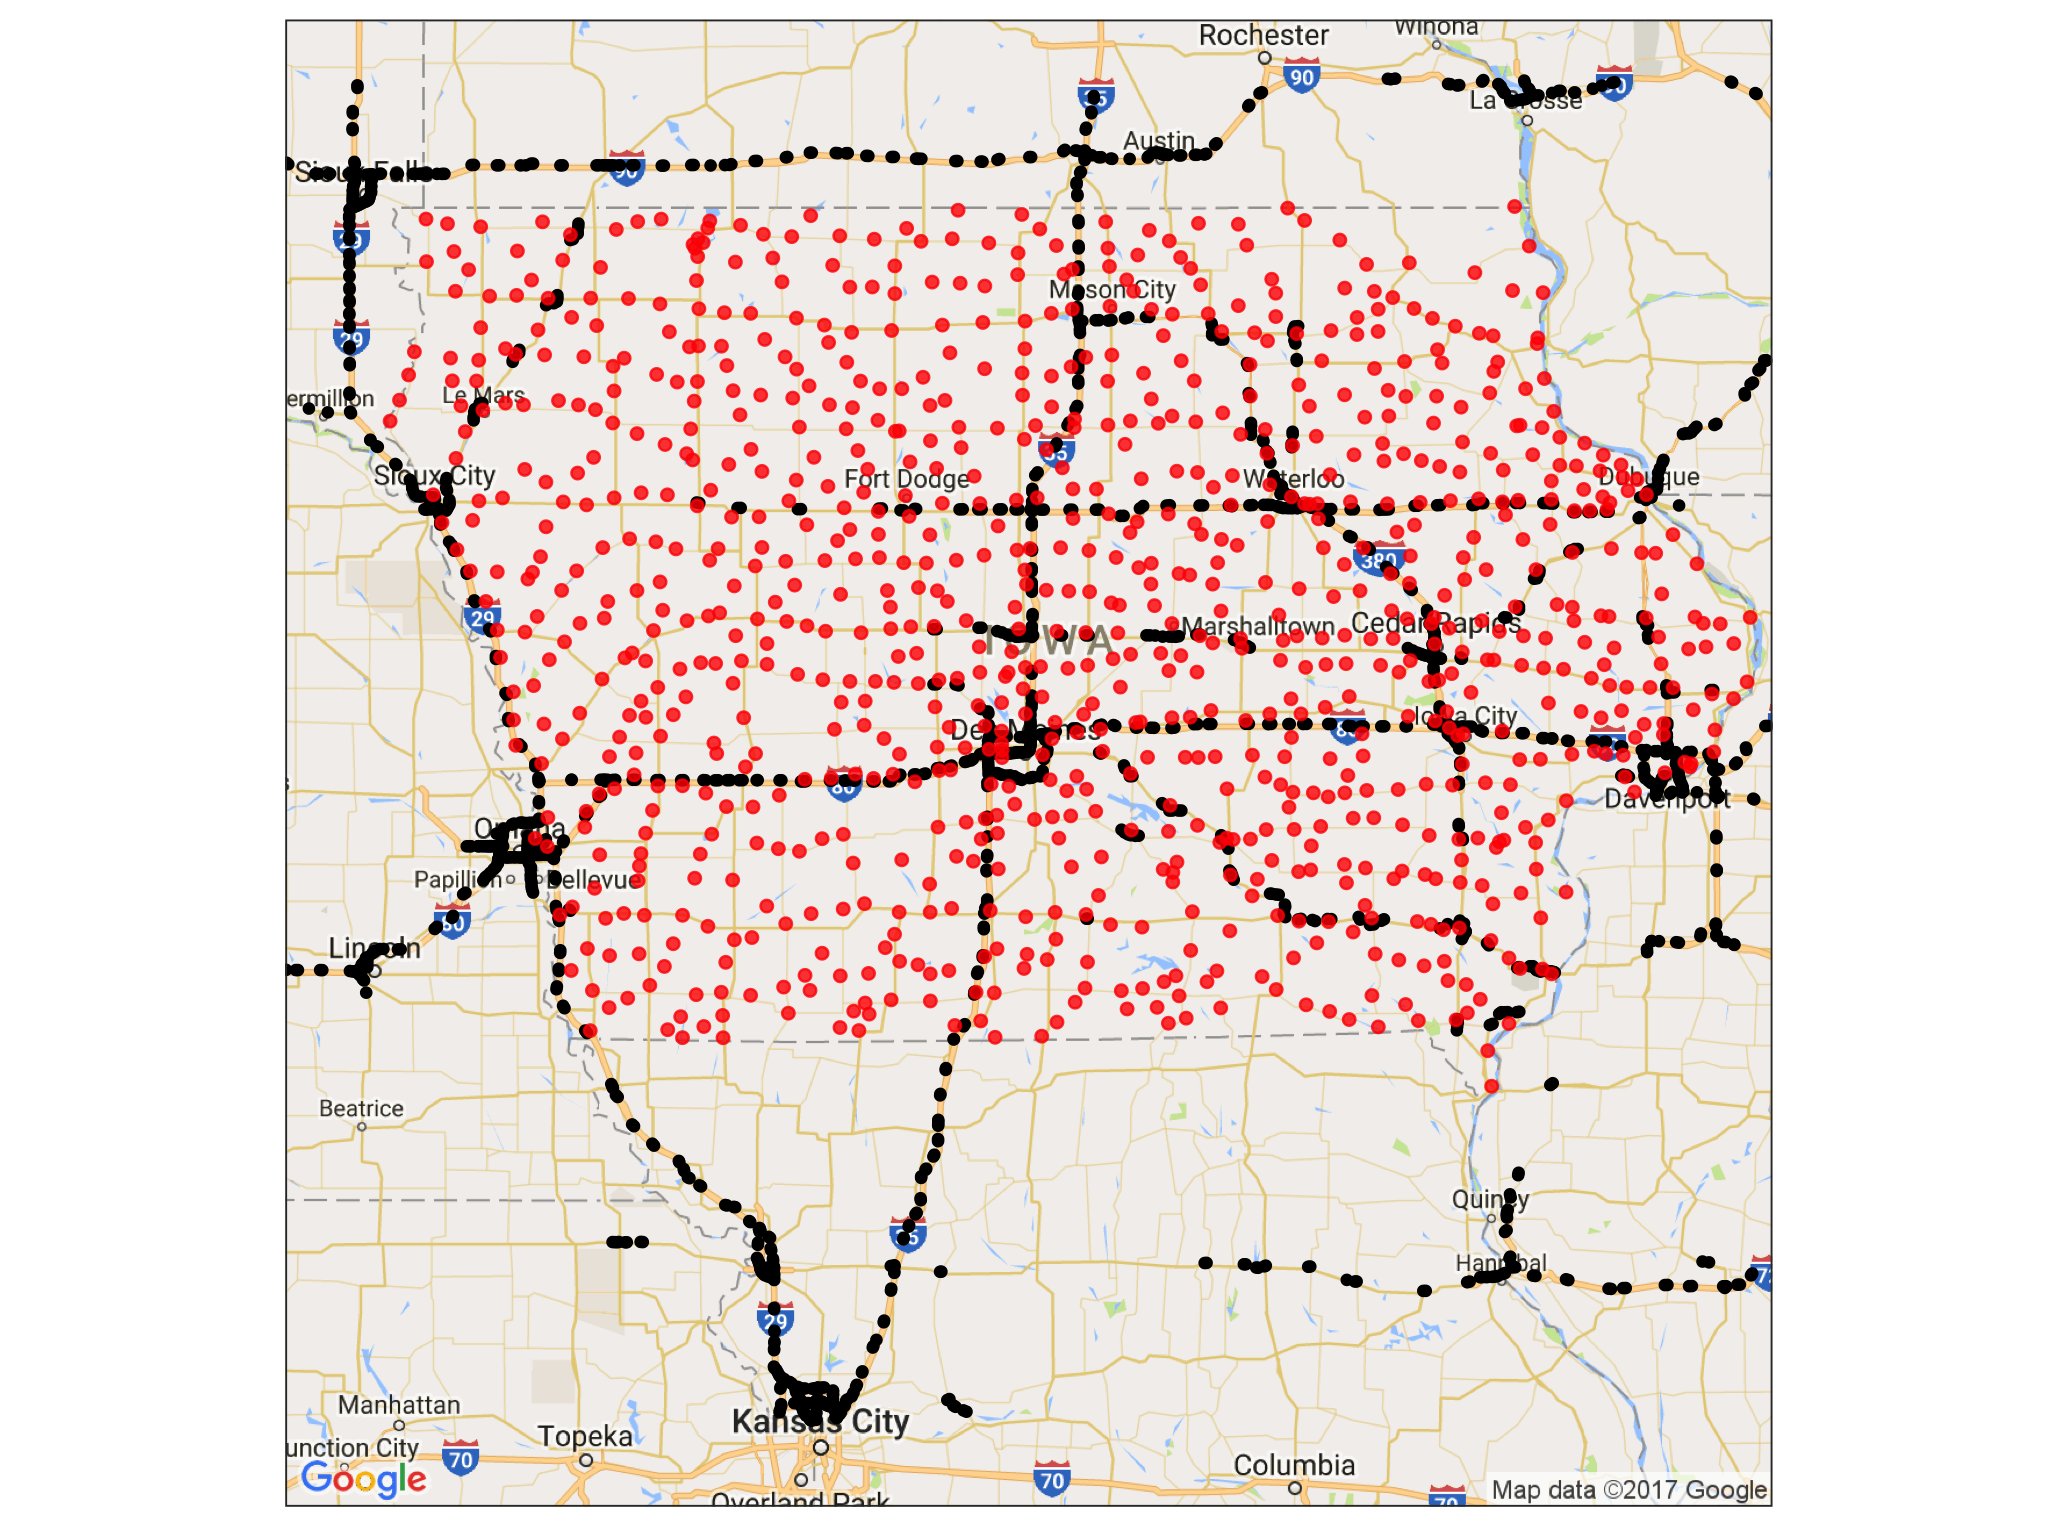 Rochester
Winona
90
35
La Crosse
90
Austin
Sioux Falls
90
29
Mason City
29
ermillion
Le Mars
35
Sioux City
Fort Dodge
Waterloo
Dubuque
380
29
IOWA
Marshalltown
Cedar Rapids
Des Moines
80
Iowa City
80
Davenport
Omaha
Papillion
Bellevue
80
Lincoln
Beatrice
Quincy
35
Hannibal
72
29
Manhattan
Kansas City
Topeka
unction City
70
70
Columbia
70
Google
Overland Park
Map data ©2017 Google